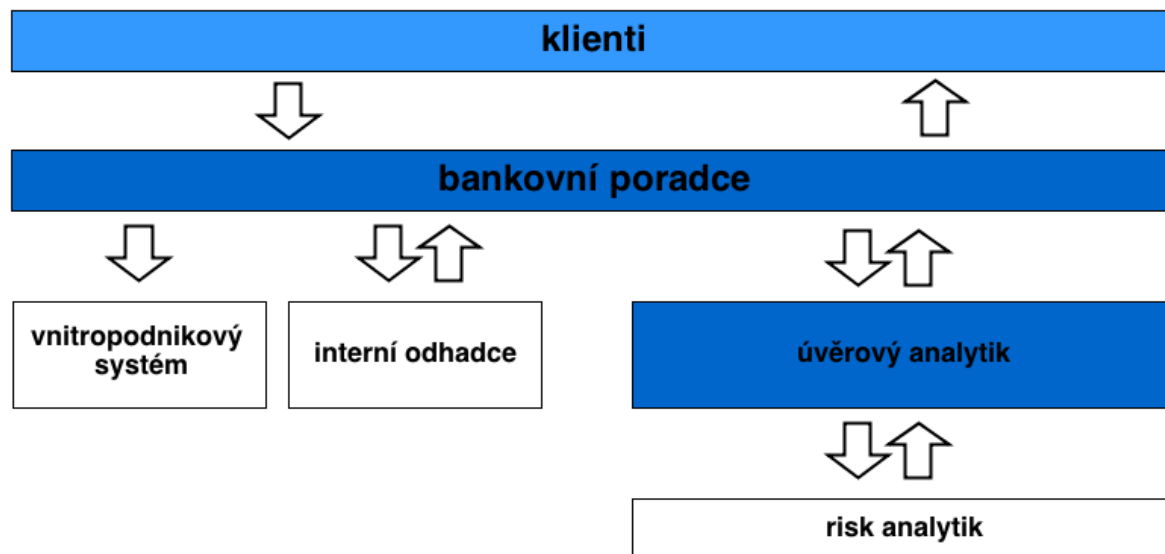 klienti
bankovní poradce
vnitropodnikový
systém
interní odhadce
úvěrový analytik
risk analytik